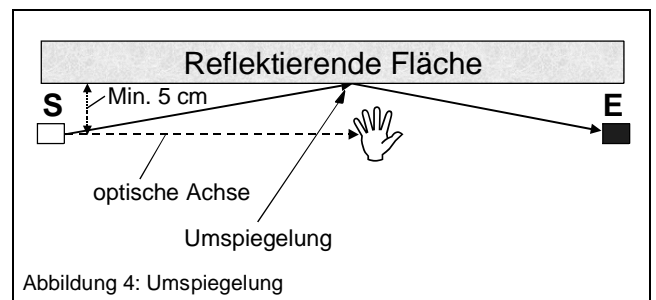 Reflektierende Fläche
Min. 5 cm
S
E
optische Achse
Umspiegelung
Abbildung 4: Umspiegelung